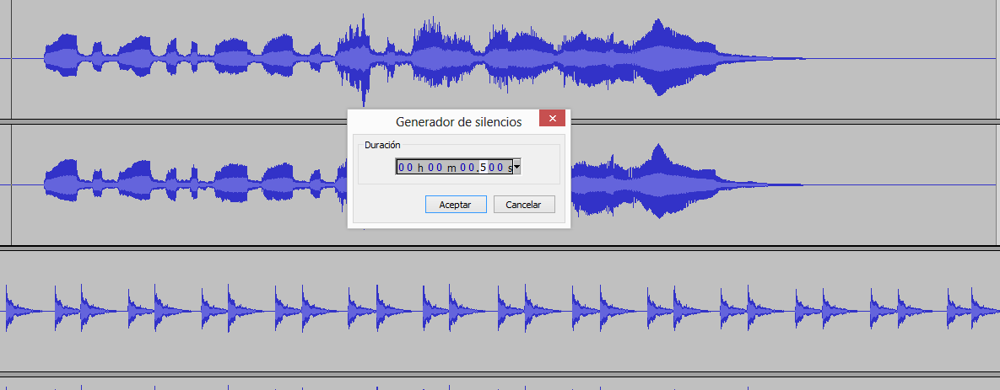 Generador de silencios
Duración
00 h 00 m 00.500 s
Aceptar
Cancelar